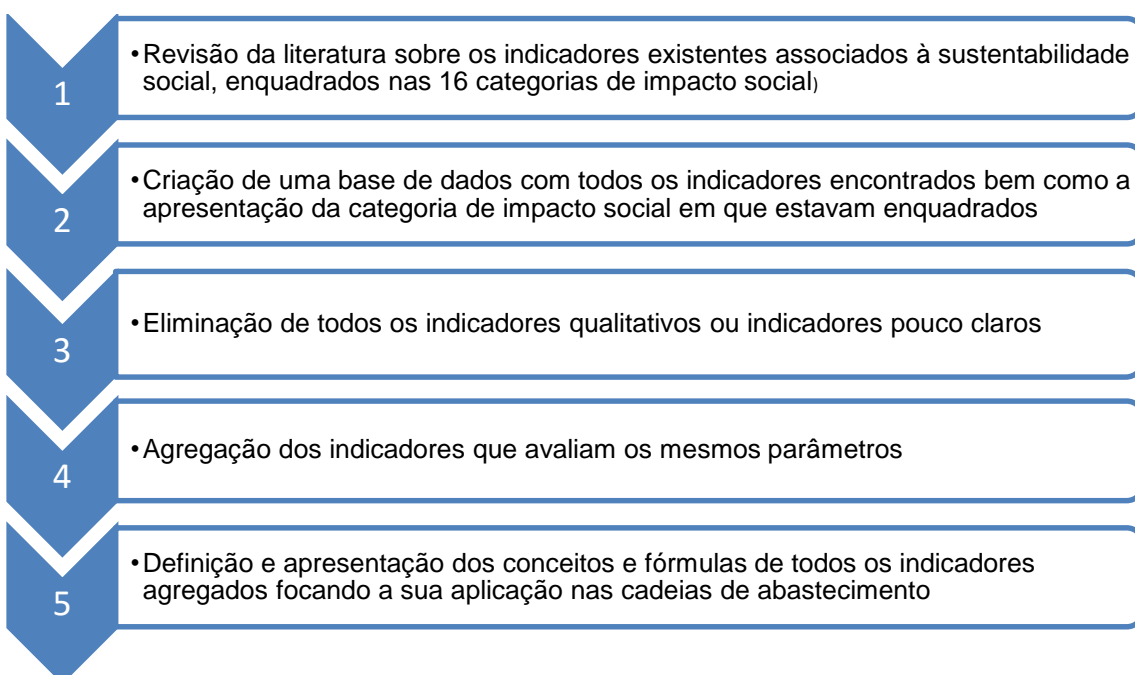 1
•Revisão da literatura sobre os indicadores existentes associados à sustentabilidade
social, enquadrados nas 16 categorias de impacto social)
2
•Criação de uma base de dados com todos os indicadores encontrados bem como a
apresentação da categoria de impacto social em que estavam enquadrados
3
•Eliminação de todos os indicadores qualitativos ou indicadores pouco claros
4
•Agregação dos indicadores que avaliam os mesmos parâmetros
5
•Definição e apresentação dos conceitos e fórmulas de todos os indicadores
agregados focando a sua aplicação nas cadeias de abastecimento